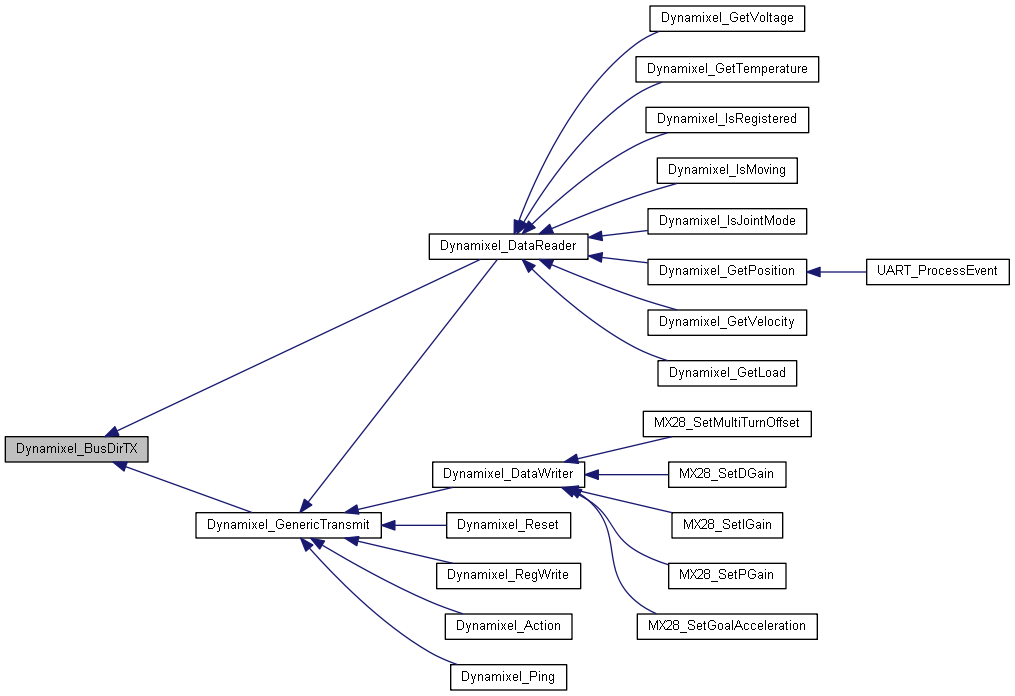 Dynamixel_GetVoltage
Dynamixel_GetTemperature
Dynamixel_IsRegistered
Dynamixel_IsMoving
Dynamixel_IsJointMode
Dynamixel_DataReader
Dynamixel_GetPosition
UART_ProcessEvent
Dynamixel_GetVelocity
Dynamixel_GetLoad
MX28_SetMultiTurnOffset
Dynamixel_BusDirTX
Dynamixel_DataWriter
MX28_SetDGain
Dynamixel_GenericTransmit
Dynamixel_Reset
MX28_SetIGain
Dynamixel_RegWrite
MX28_SetPGain
Dynamixel_Action
MX28_SetGoalAcceleration
Dynamixel_Ping